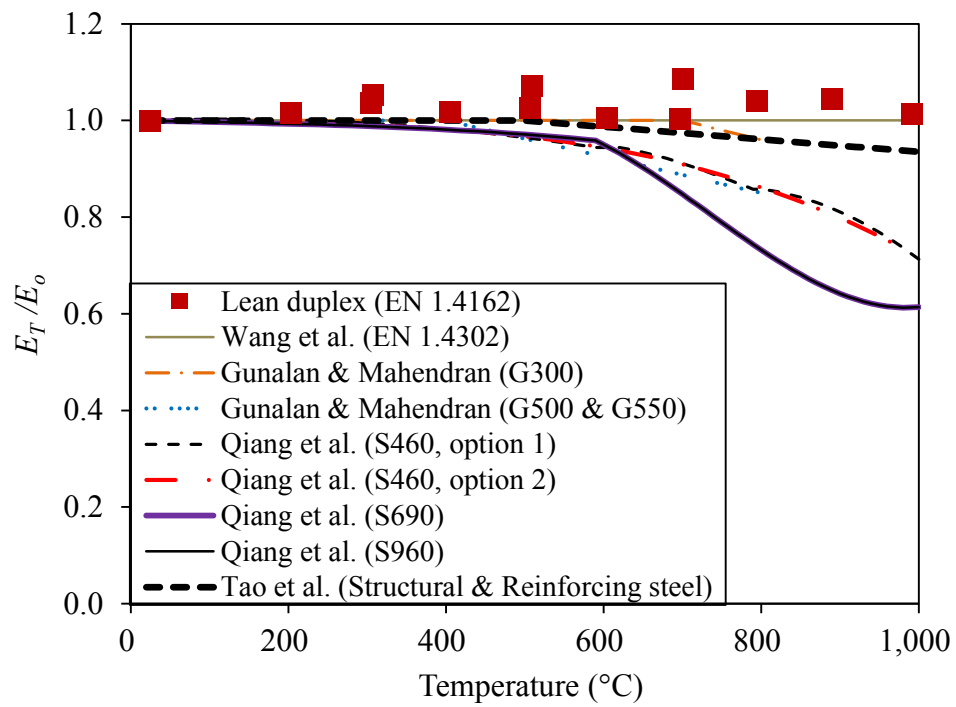 1.2
1.0
0.8
0.6
0.4
0.2
0.0
E_T /E_o
Lean duplex (EN 1.4162)
Wang et al. (EN 1.4302)
Gunalan & Mahendran (G300)
Gunalan & Mahendran (G500 & G550)
Qiang et al. (S460, option 1)
Qiang et al. (S460, option 2)
Qiang et al. (S690)
Qiang et al. (S960)
Tao et al. (Structural & Reinforcing steel)
0 200 400 600 800 1,000
Temperature (°C)